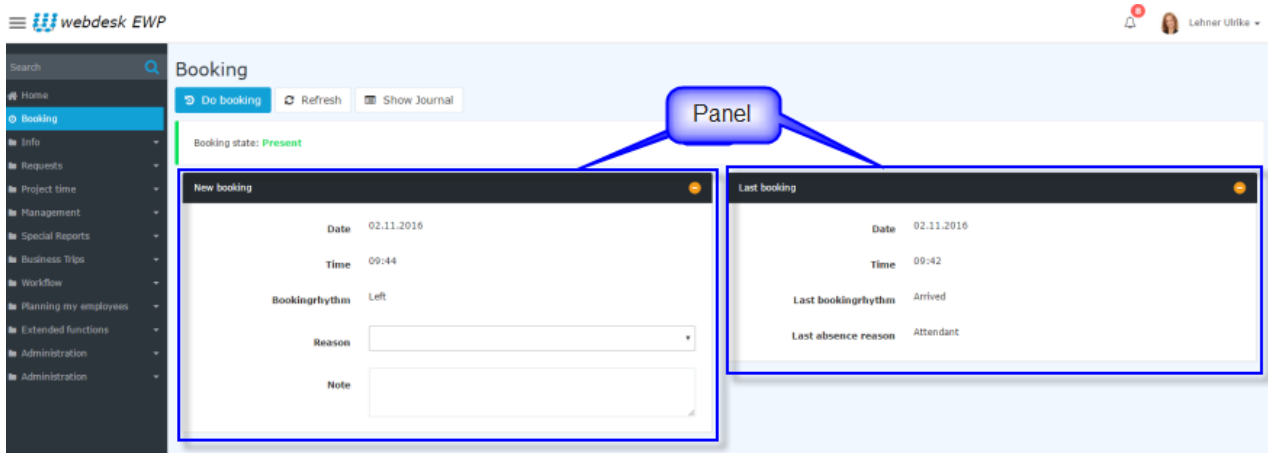 webdesk EWP
8
Lehner Ulrike
Search
Home
Booking
Info
Requests
Project time
Management
Special Reports
Business Trips
Workflow
Planning my employees
Extended functions
Administration
Administration
Booking
Do booking Refresh Show Journal
Panel
Booking state: Present
New booking
Date 02.11.2016
Time 09:44
Bookingrhythm Left
Reason
Note
Last booking
Date 02.11.2016
Time 09:42
Last bookingrhythm Arrived
Last absence reason Attendant